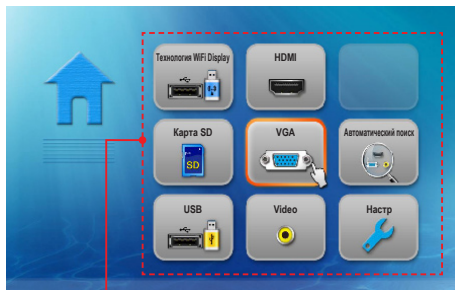 Технология WiFi Display
HDMI
Карта SD
SD
VGA
Автоматический поиск
USB
Video
Настр